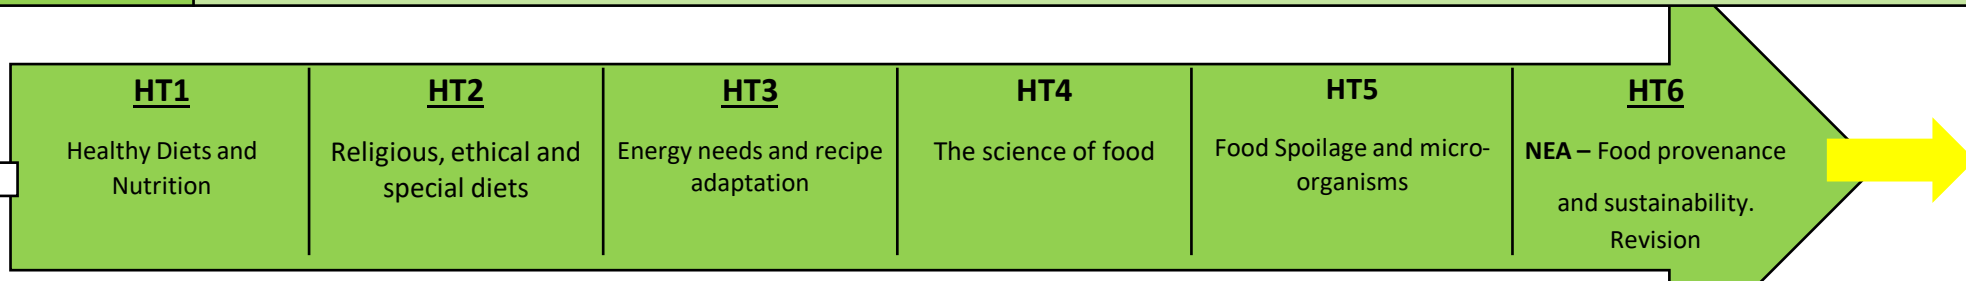 HT1
Healthy Diets and
Nutrition
HT2
Religious, ethical and
special diets
HT3
Energy needs and recipe
adaptation
HT4
The science of food
HT5
Food Spoilage and micro-
organisms
HT6
NEA – Food provenance
and sustainability.
Revision